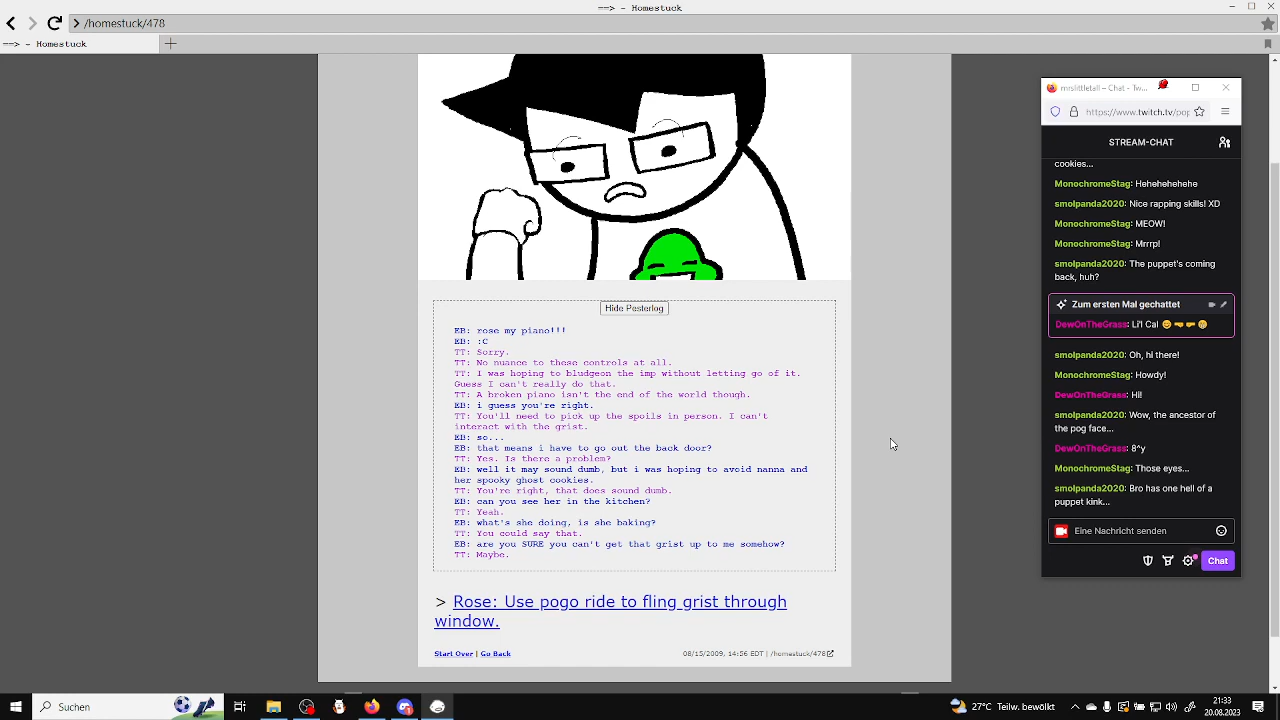 ==> - Homestuck
/homestuck/478
==> - Homestuck
Hide Pesterlog
EB: rose my piano!!!
EB: :C
TT: Sorry.
TT: No nuance to these controls at all.
TT: I was hoping to bludgeon the imp without letting go of it.
Guess I can't really do that.
TT: A broken piano isn't the end of the world though.
EB: i guess you're right.
TT: You'll need to pick up the spoils in person. I can't
interact with the grist.
EB: so...
EB: that means i have to go out the back door?
TT: Yes. Is there a problem?
EB: well it may sound dumb, but i was hoping to avoid nanna and
her spooky ghost cookies.
TT: You're right, that does sound dumb.
EB: can you see her in the kitchen?
TT: Yeah.
EB: what's she doing, is she baking?
TT: You could say that.
EB: are you SURE you can't get that grist up to me somehow?
TT: Maybe.
> Rose: Use pogo ride to fling grist through
window.
Start Over | Go Back
08/15/2009, 14:56 EDT | /homestuck/478
mrslittletall – Chat - Tw...
https://www.twitch.tv/pop
STREAM-CHAT
cookies...
MonochromeStag: Hehehehehehe
smolpanda2020: Nice rapping skills! XD
MonochromeStag: MEOW!
MonochromeStag: Mrrrp!
smolpanda2020: The puppet's coming
back, huh?
Zum ersten Mal gechattet
DewOnTheGrass: Li'l Cal
smolpanda2020: Oh, hi there!
MonochromeStag: Howdy!
DewOnTheGrass: Hi!
smolpanda2020: Wow, the ancestor of
the pog face...
DewOnTheGrass: 8^y
MonochromeStag: Those eyes...
smolpanda2020: Bro has one hell of a
puppet kink...
Eine Nachricht senden
Chat
Suchen
27°C Teilw. bewölkt
21:33
20.08.2023